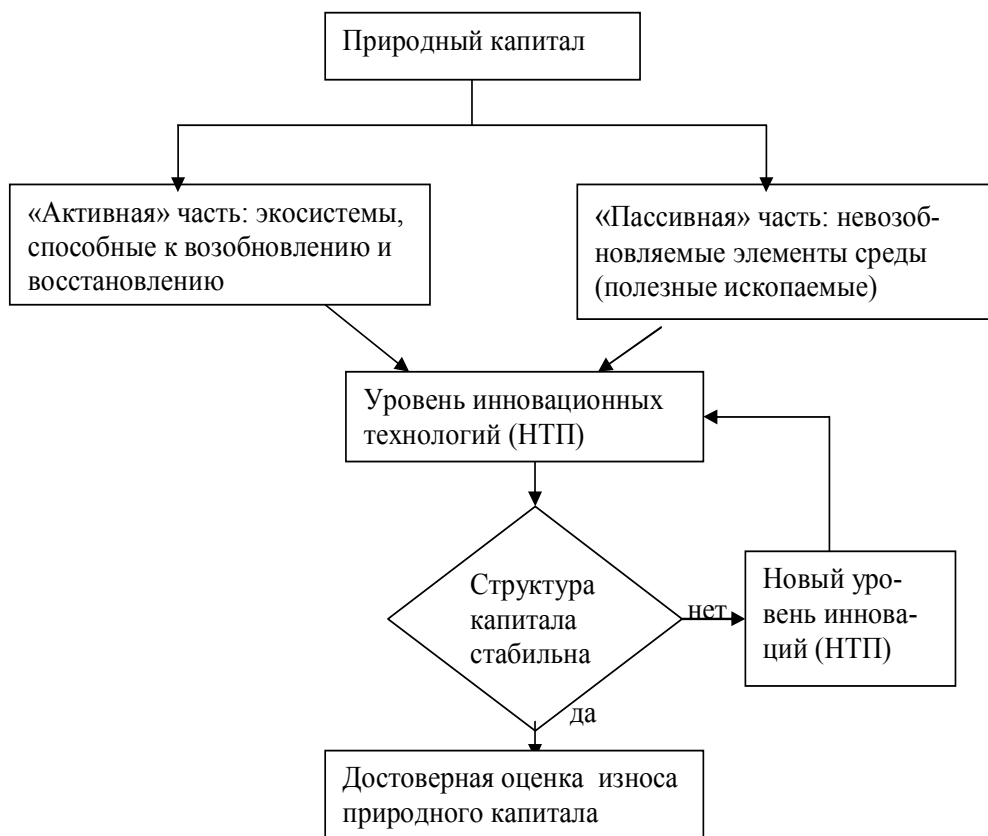 Природный капитал
«Активная» часть: экосистемы,
способные к возобновлению и
восстановлению
«Пассивная» часть: невозоб-
новляемые элементы среды
(полезные ископаемые)
Уровень инновационных
технологий (НТП)
Структура
капитала
стабильна
нет
Новый уро-
вень иннова-
ций (НТП)
да
Достоверная оценка износа
природного капитала